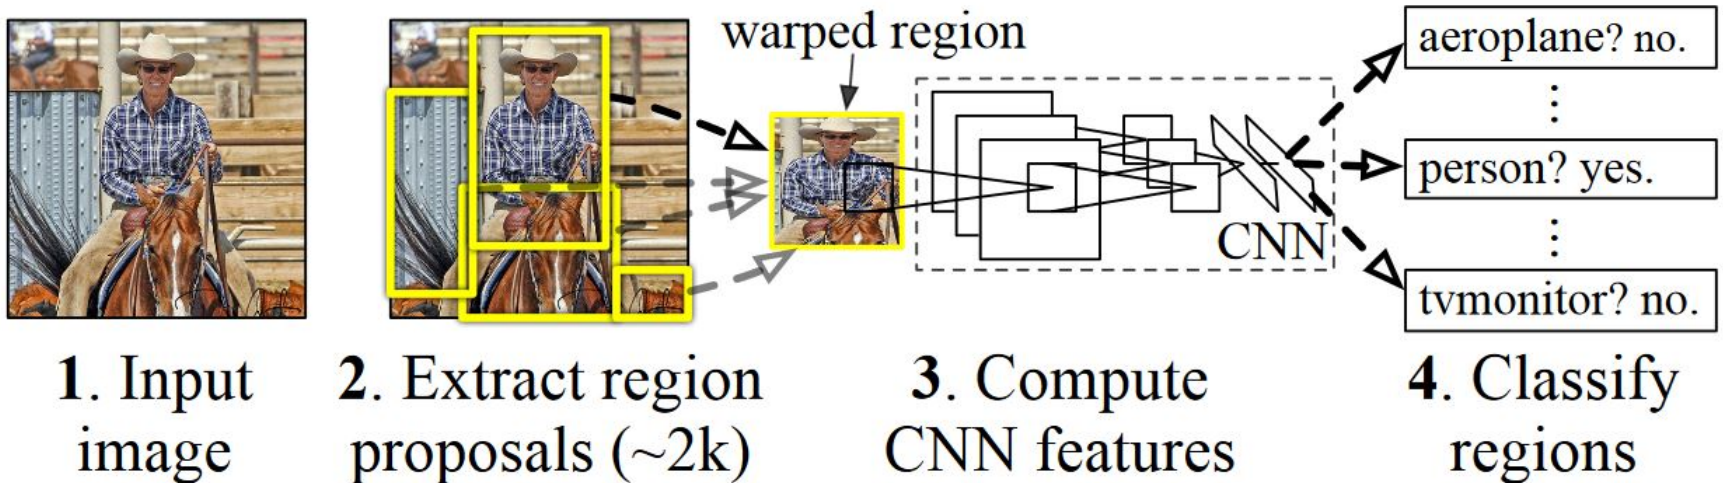 warped region
aeroplane? no.
person? yes.
tvmonitor? no.
CNN
1. Input
image
2. Extract region
proposals (~2k)
3. Compute
CNN features
4. Classify
regions